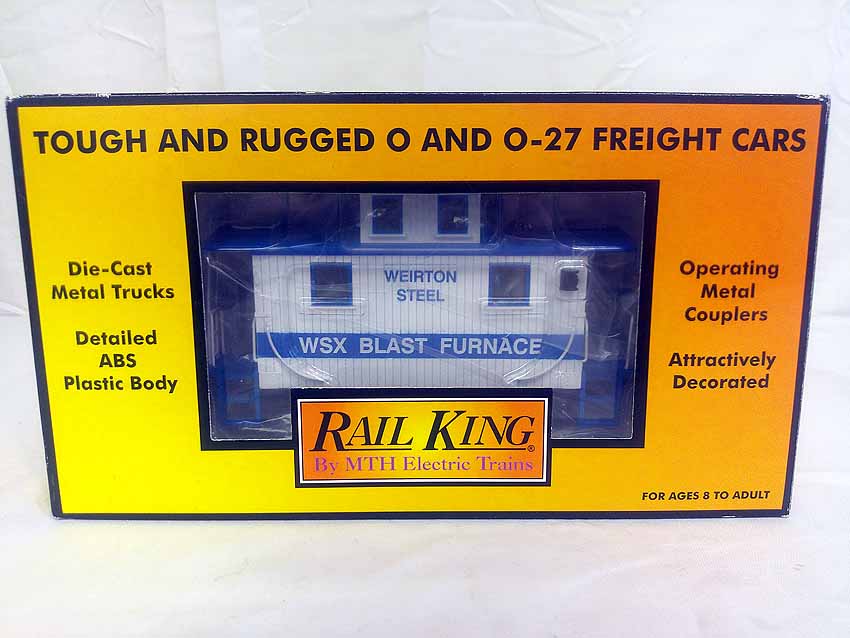 TOUGH AND RUGGED O AND O-27 FREIGHT CARS
Die-Cast
Metal Trucks
Detailed
ABS
Plastic Body
WEIRTON
STEEL
WSX BLAST FURNACE
Operating
Metal
Couplers
Attractively
Decorated
RAIL KING®
By MTH Electric Trains
FOR AGES 8 TO ADULT